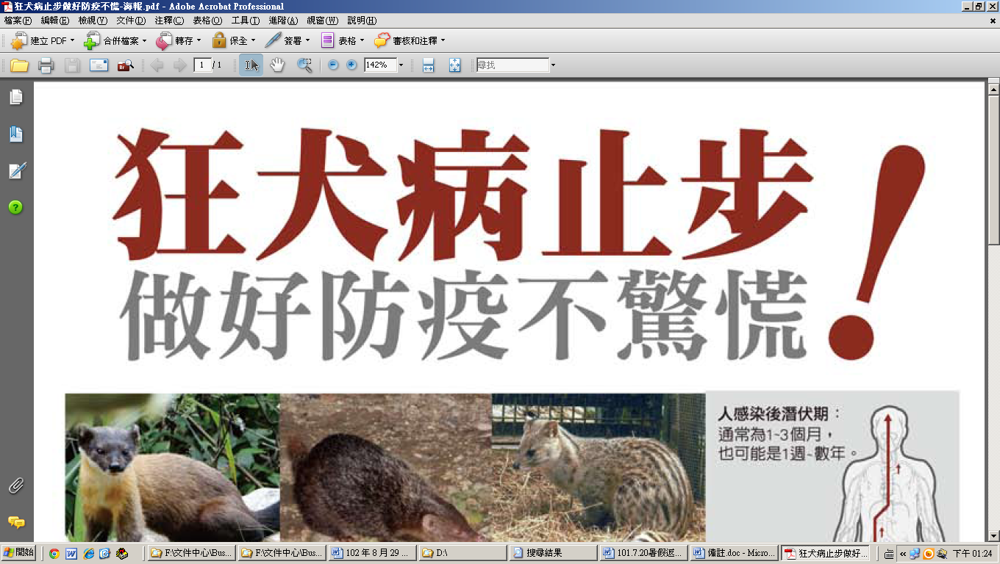 狂犬病止步做好防疫不慌-海報.pdf - Adobe Acrobat Professional
檔案(F) 編輯(E) 檢視(V) 文件(D) 注釋(C) 表格(O) 工具(T) 進階(A) 視窗(W) 說明(H)
建立 PDF 合併檔案 轉存 保全 簽署 表格 審核和注釋
1 / 1 142% 尋找
狂犬病止步!
做好防疫不驚慌
人感染後潛伏期：
通常為1~3個月，
也可能是1週~數年。
開始 F:\文件中心\Bus... F:\文件中心\Bus... 102 年 8 月 29 ... D:\ 搜尋結果 101.7.20暑假返... 備註.doc - Micro... 狂犬病止步做好... 下午 01:24